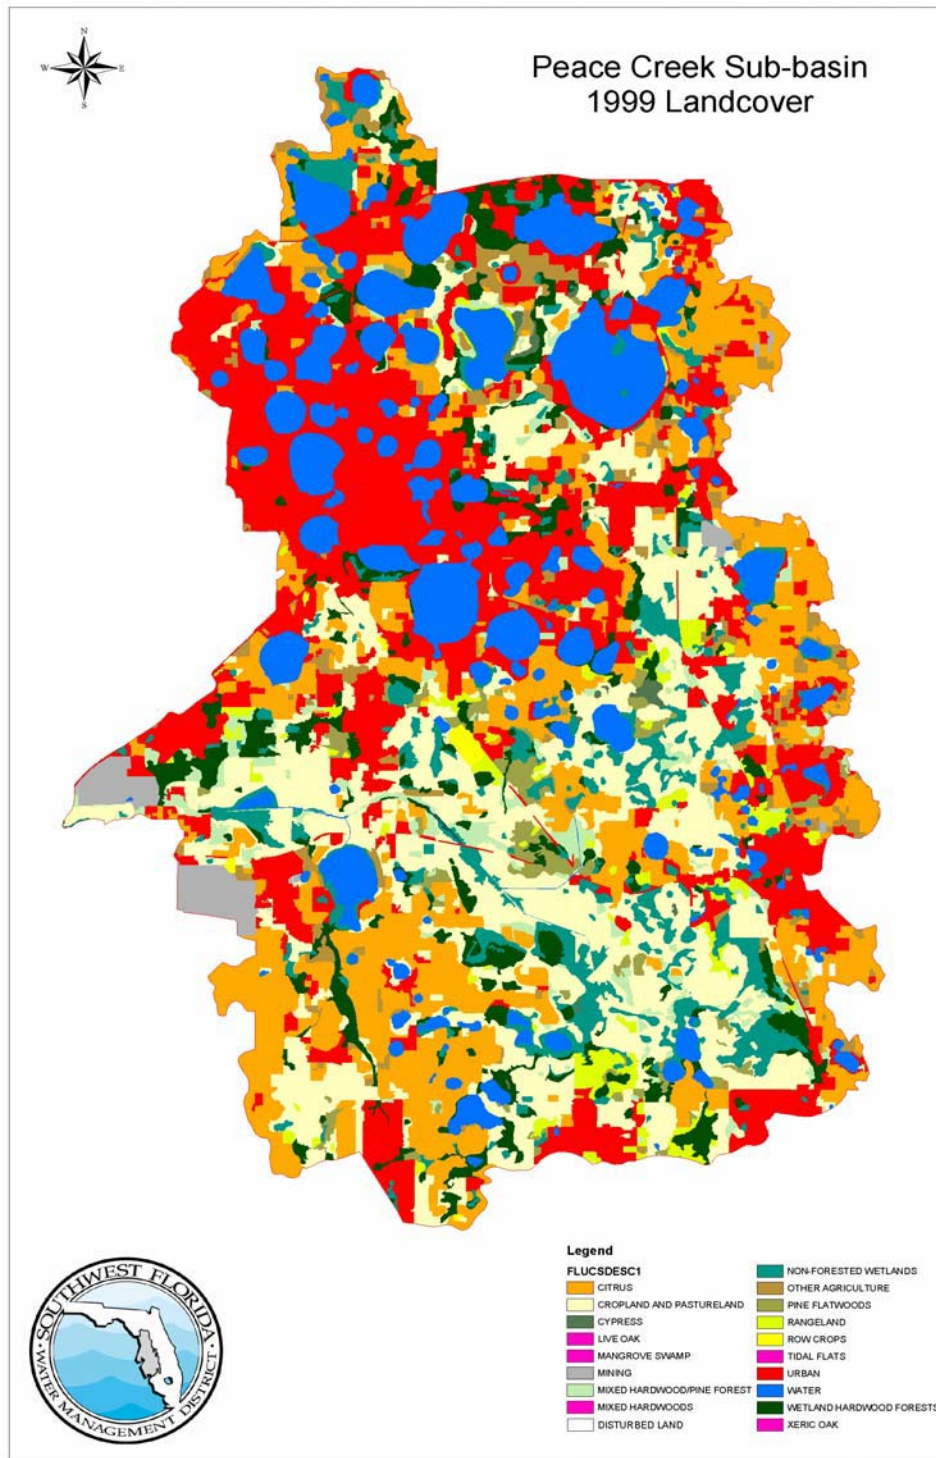 N
W E
S
Peace Creek Sub-basin
1999 Landcover
Legend
FLUCSDESC1
CITRUS
CROPLAND AND PASTURELAND
CYPRESS
LIVE OAK
MANGROVE SWAMP
MINING
MIXED HARDWOOD/PINE FOREST
MIXED HARDWOODS
DISTURBED LAND
NON-FORESTED WETLANDS
OTHER AGRICULTURE
PINE FLATWOODS
RANGELAND
ROW CROPS
TIDAL FLATS
URBAN
WATER
WETLAND HARDWOOD FORESTS
XERIC OAK
SOUTHWEST FLORIDA
WATER MANAGEMENT DISTRICT